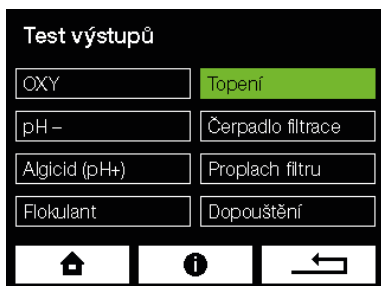 Test výstupů
OXY
Topení
pH –
Čerpadlo filtrace
Algicid (pH+)
Proplach filtru
Flokulant
Dopouštění